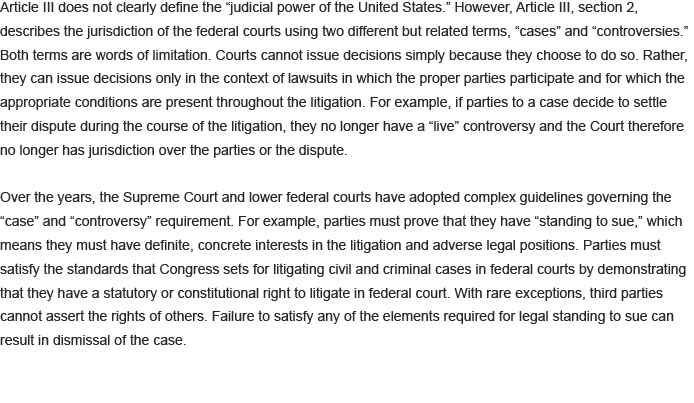 Article III does not clearly define the “judicial power of the United States.” However, Article III, section 2,
describes the jurisdiction of the federal courts using two different but related terms, “cases” and “controversies.”
Both terms are words of limitation. Courts cannot issue decisions simply because they choose to do so. Rather,
they can issue decisions only in the context of lawsuits in which the proper parties participate and for which the
appropriate conditions are present throughout the litigation. For example, if parties to a case decide to settle
their dispute during the course of the litigation, they no longer have a “live” controversy and the Court therefore
no longer has jurisdiction over the parties or the dispute.
Over the years, the Supreme Court and lower federal courts have adopted complex guidelines governing the
“case” and “controversy” requirement. For example, parties must prove that they have “standing to sue,” which
means they must have definite, concrete interests in the litigation and adverse legal positions. Parties must
satisfy the standards that Congress sets for litigating civil and criminal cases in federal courts by demonstrating
that they have a statutory or constitutional right to litigate in federal court. With rare exceptions, third parties
cannot assert the rights of others. Failure to satisfy any of the elements required for legal standing to sue can
result in dismissal of the case.